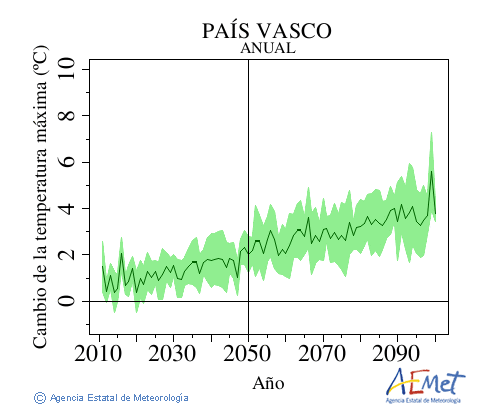 PAÍS VASCO
ANUAL
Cambio de la temperatura máxima (ºC)
10
8
6
4
2
0
2010
2030
2050
2070
2090
Año
© Agencia Estatal de Meteorología
AEMet
Agencia Estatal de Meteorología